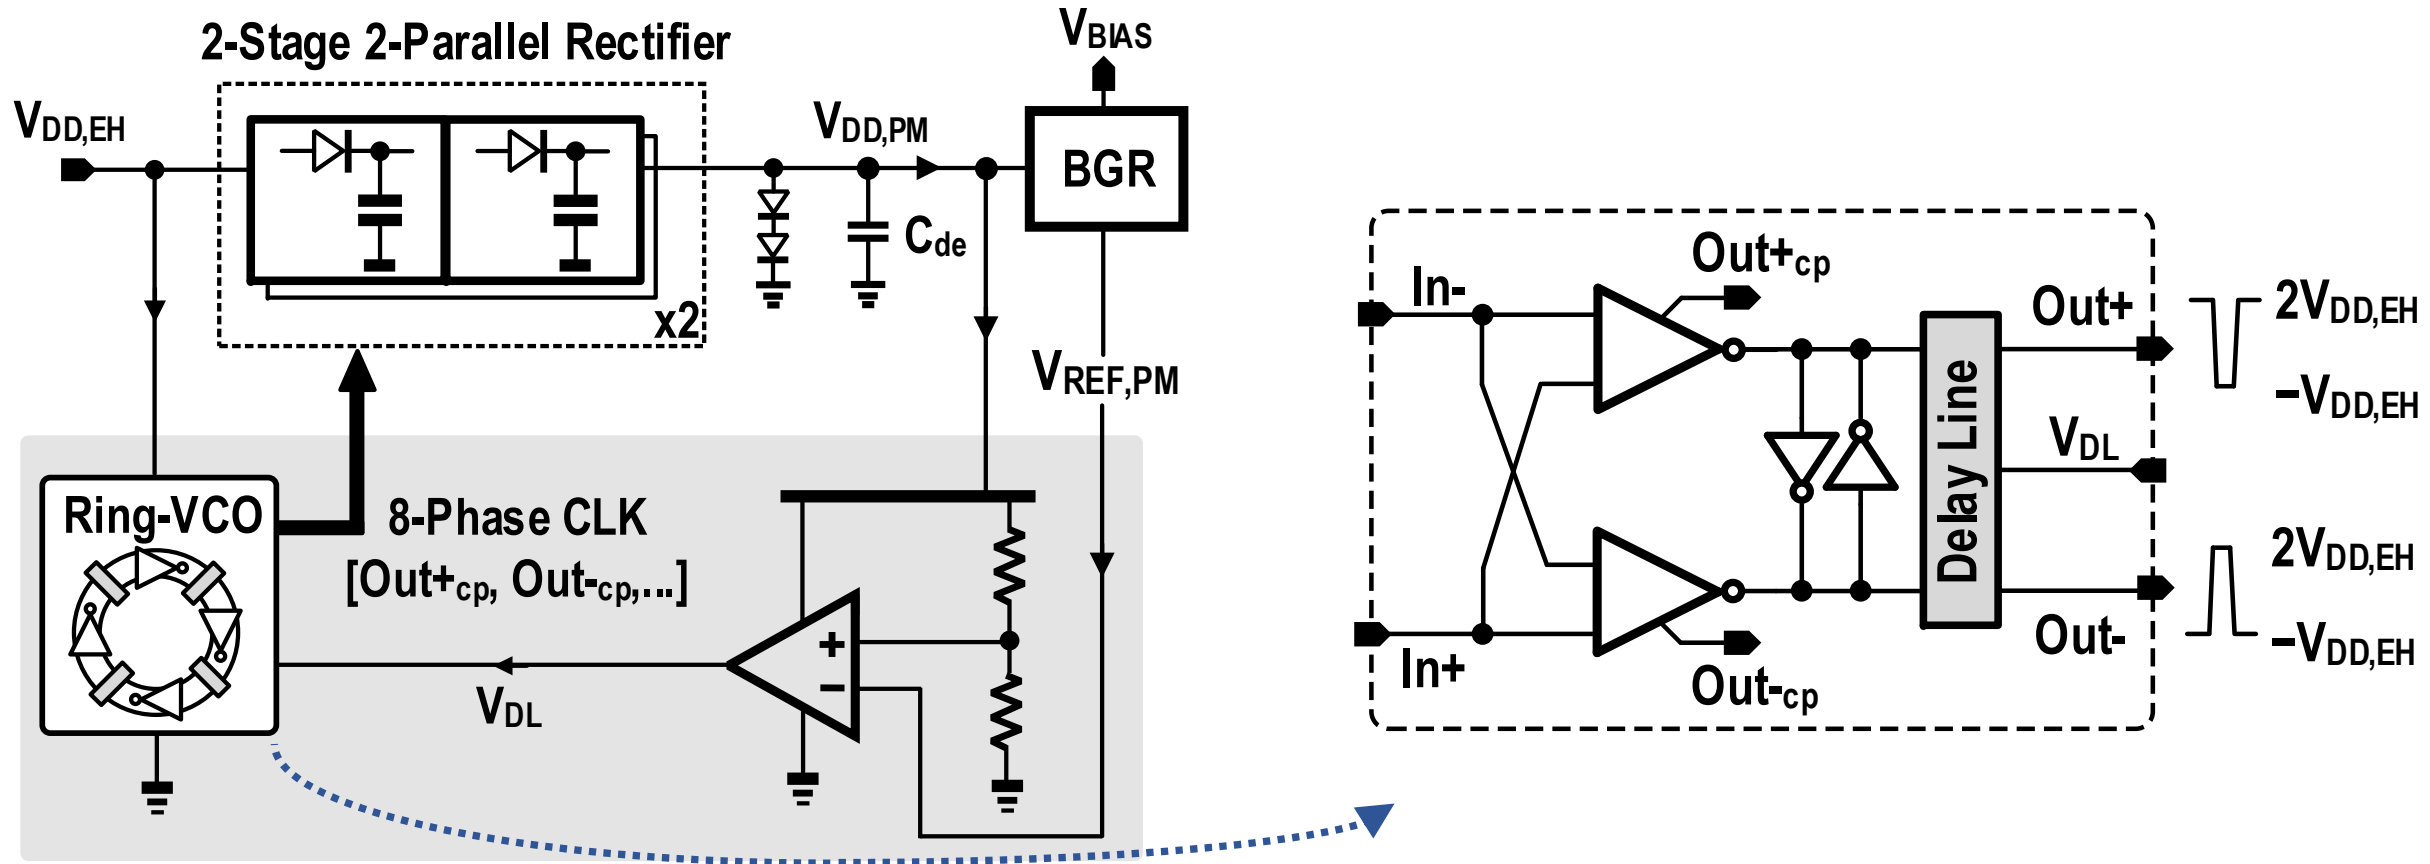 2-Stage 2-Parallel Rectifier
VDD,EH
x2
VDD,PM
Cde
VBIAS
BGR
VREF,PM
Ring-VCO
8-Phase CLK
[Out+cp, Out-cp,...]
+
−
VDL
In-
In+
Out+cp
Out-cp
Delay Line
Out+
VDL
Out-
2VDD,EH
−VDD,EH
2VDD,EH
−VDD,EH